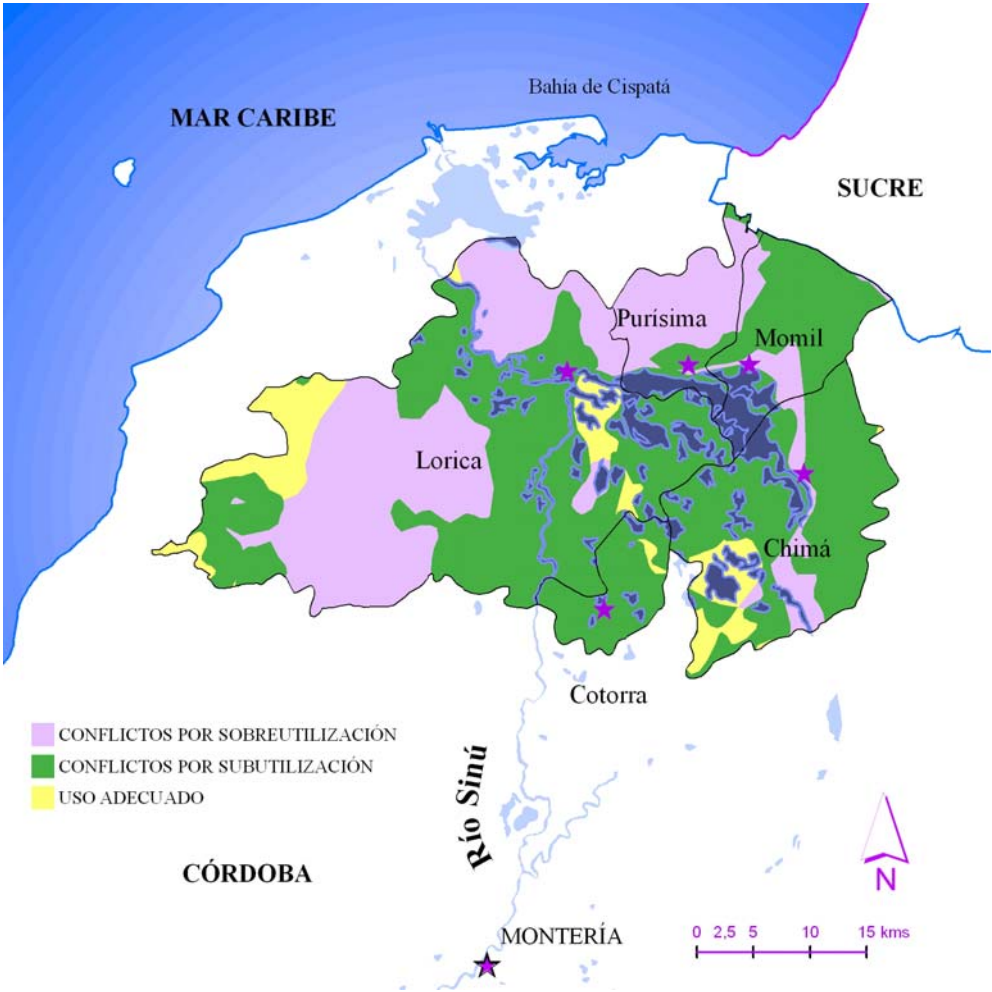 Bahía de Cispatá
MAR CARIBE
SUCRE
Purísima
Momil
Lorica
Chimá
Cotorra
CONFLICTOS POR SOBREUTILIZACIÓN
CONFLICTOS POR SUBUTILIZACIÓN
USO ADECUADO
Río Sinú
CÓRDOBA
N
MONTERÍA
0 2,5 5 10 15 kms